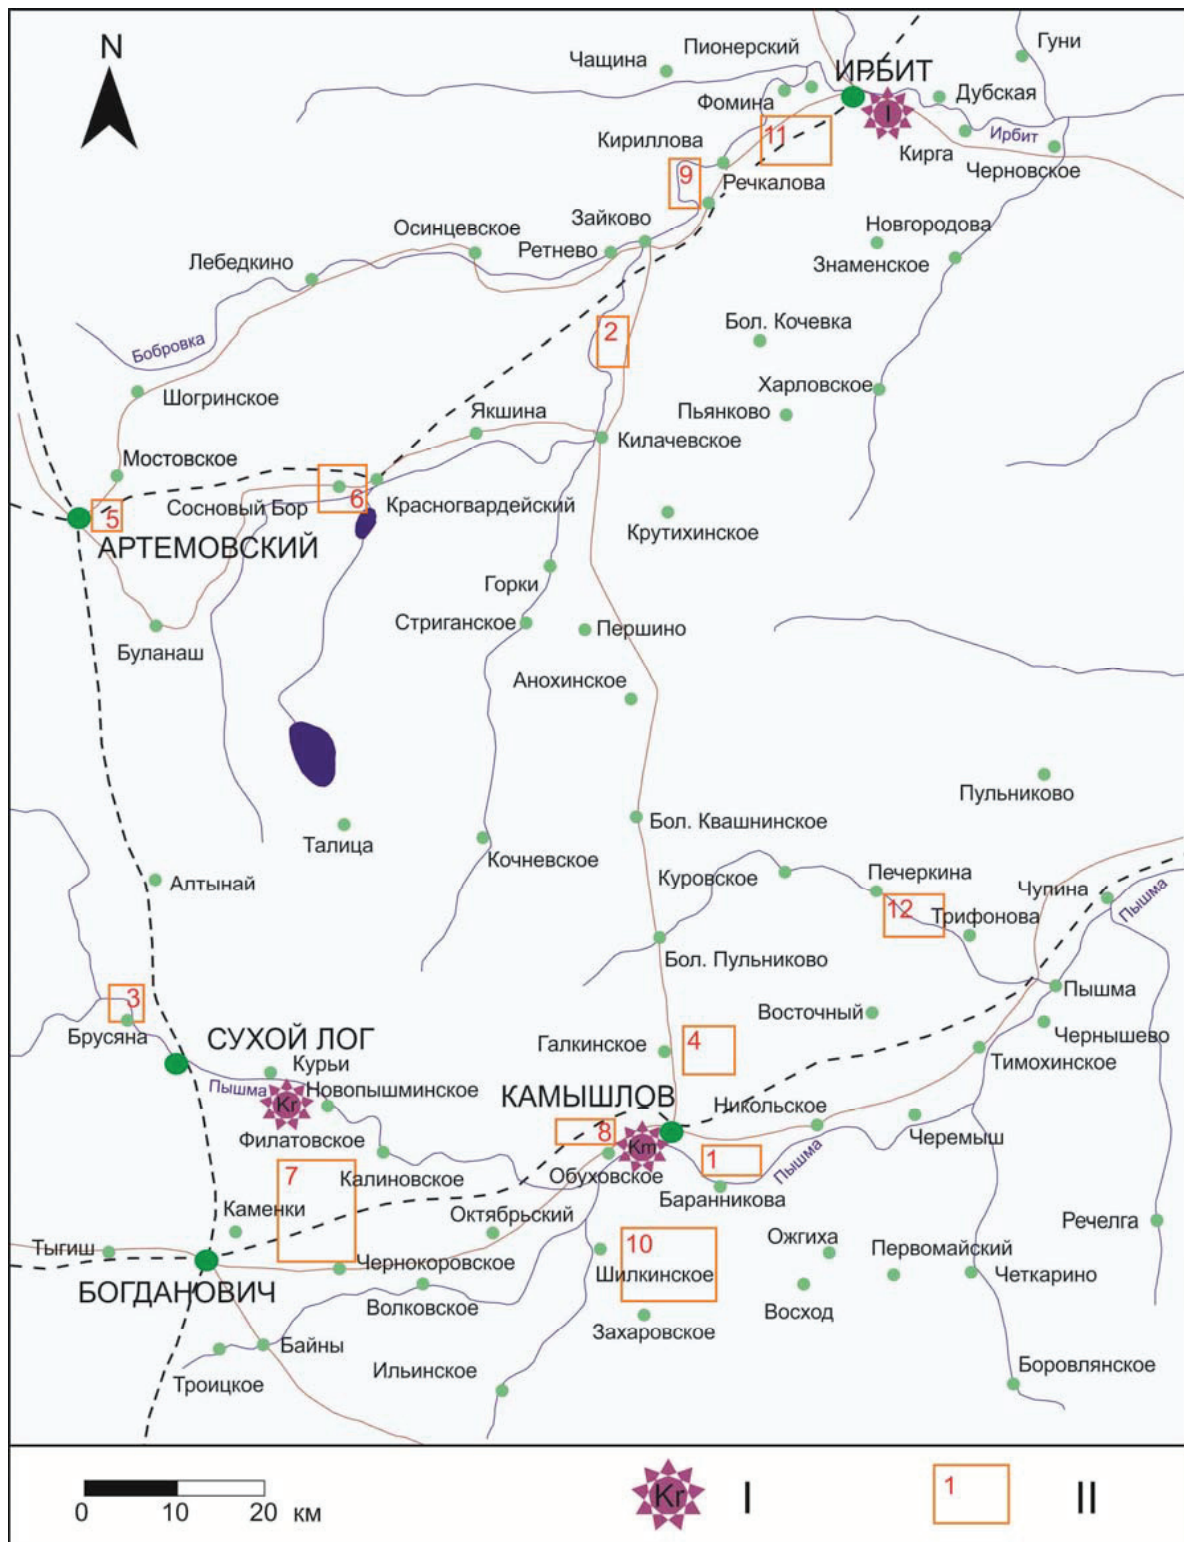 N
Гуни
Пионерский
Чащина
ИРБИТ
Фомина
Дубская
I
11
Ирбит
Кириллова
Кирга
Черновское
9
Речкалова
Зайково
Новгородова
Осинцевское
Ретнево
Знаменское
Лебедкино
Бол. Кочевка
2
Бобровка
Харловское
Шогринское
Якшина
Пьянково
Килачевское
Мостовское
6
Сосновый Бор
Красногвардейский
5
Крутихинское
АРТЕМОВСКИЙ
Горки
Стриганское
Першино
Буланаш
Анохинское
Пульниково
Бол. Квашнинское
Талица
Кочневское
Печеркина
Куровское
Алтынай
Чупина
Пышма
12
Трифонова
Бол. Пульниково
Пышма
3
Восточный
Брусяна
СУХОЙ ЛОГ
Чернышево
4
Галкинское
Тимохинское
Курьи
Пышма
Новопышминское
КАМЫШЛОВ
Никольское
Kr
Черемыш
8
Филатовское
Km
1
Пышма
7
Калиновское
Обуховское
Баранникова
Каменки
Октябрьский
Речелга
Ожгиха
10
Тыгиш
Первомайский
Чернокоровское
Шилкинское
Четкарино
БОГДАНОВИЧ
Волковское
Восход
Захаровское
Байны
Ильинское
Боровлянское
Троицкое
0 10 20 км
Kr I
1 II